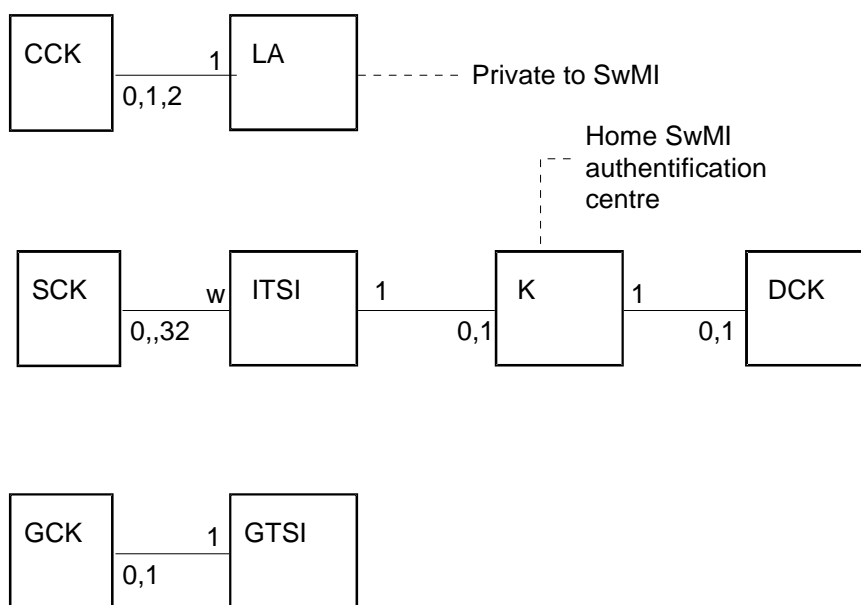 CCK
1
LA
0,1,2
Private to SwMI
Home SwMI
authentification
centre
SCK
w
ITSI
1
K
1
DCK
0,,32
0,1
0,1
GCK
1
GTSI
0,1